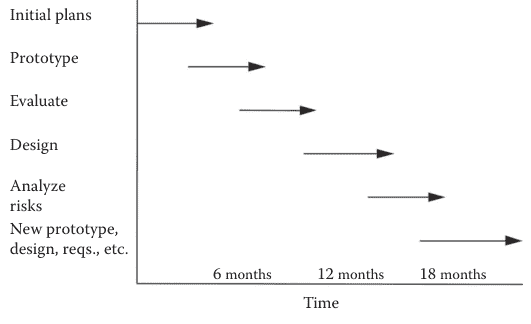 Initial plans
Prototype
Evaluate
Design
Analyze
risks
New prototype,
design, reqs., etc.
6 months 12 months 18 months
Time